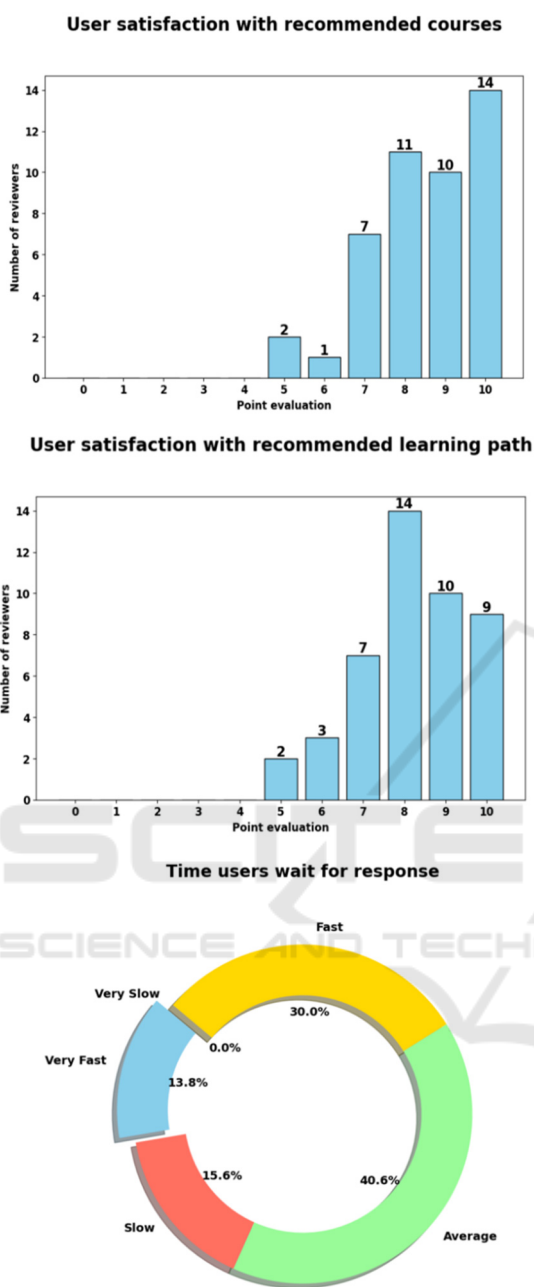 User satisfaction with recommended courses
14
12
10
8
6
4
2
0
Number of reviewers
2
1
7
11
10
14
0 1 2 3 4 5 6 7 8 9 10
Point evaluation
User satisfaction with recommended learning path
14
12
10
8
6
4
2
0
Number of reviewers
2
3
7
14
10
9
0 1 2 3 4 5 6 7 8 9 10
Point evaluation
SCITE
Time users wait for response
SCIENCE AND TECH
Fast
30.0%
Very Slow
0.0%
Very Fast
13.8%
15.6%
40.6%
Slow
Average